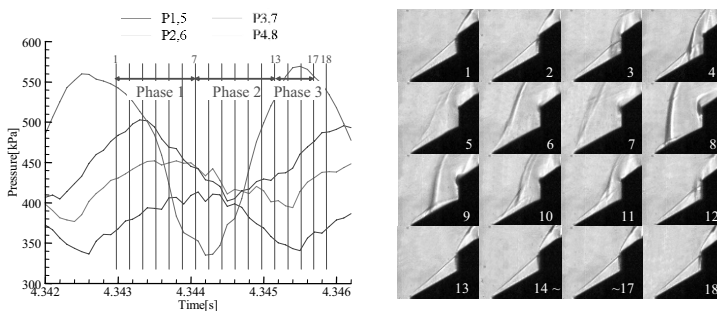 P1,5 P3.7
P2,6 P4.8
600
550
500
450
400
350
300
Pressure[kPa]
1 7 13 17 18
Phase 1 Phase 2 Phase 3
4.342 4.343 4.344 4.345 4.346
Time[s]
1 2 3 4
5 6 7 8
9 10 11 12
13 14 ~ ~17 18